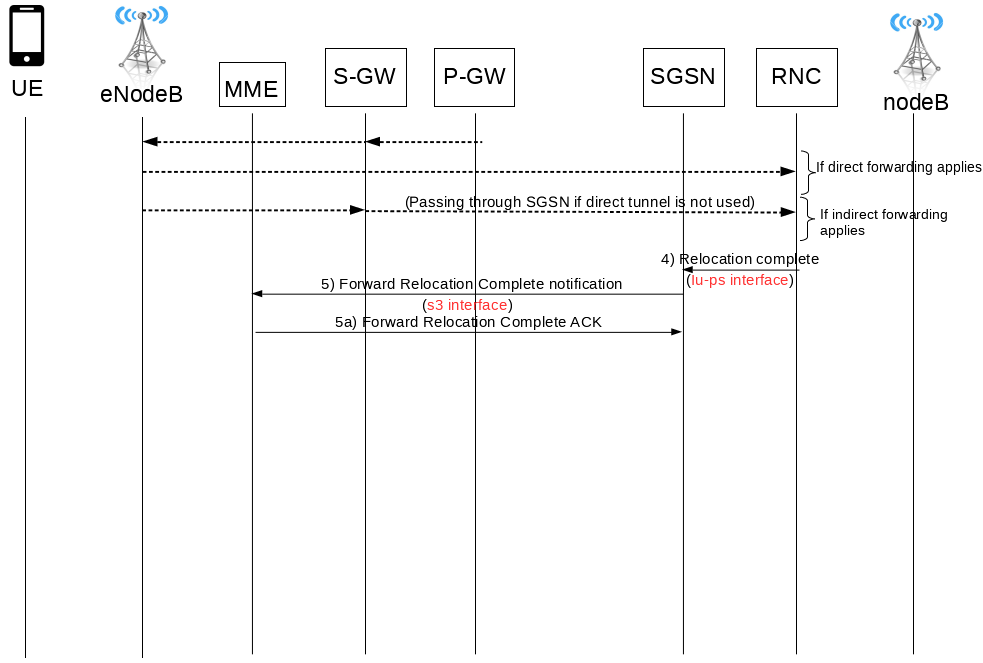 UE
eNodeB
MME
S-GW
P-GW
SGSN
RNC
nodeB
If direct forwarding applies
(Passing through SGSN if direct tunnel is not used)
If indirect forwarding
applies
4) Relocation complete
(Iu-ps interface)
5) Forward Relocation Complete notification
(s3 interface)
5a) Forward Relocation Complete ACK